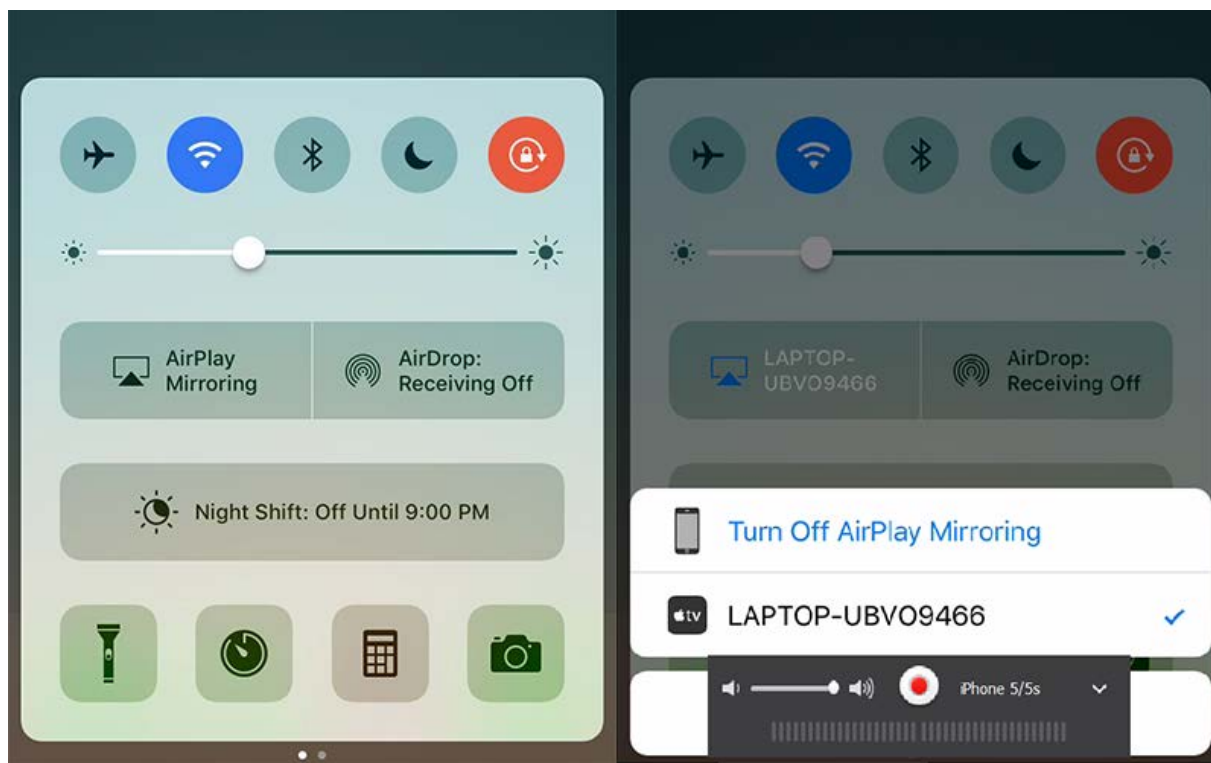 AirPlay
Mirroring
AirDrop:
Receiving Off
Night Shift: Off Until 9:00 PM
LAPTOP-
UBVO9466
AirDrop:
Receiving Off
Turn Off AirPlay Mirroring
tv
LAPTOP-UBVO9466
iPhone 5/5s